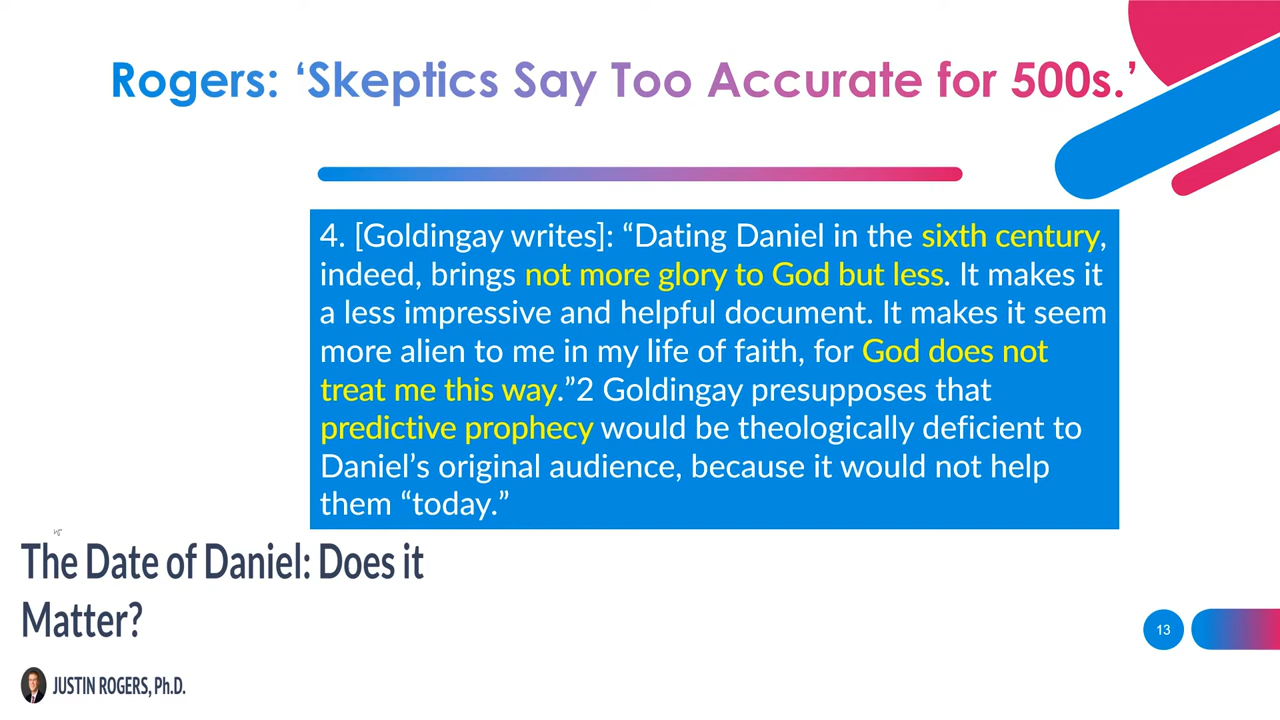 Rogers: ‘Skeptics Say Too Accurate for 500s.’
4. [Goldingay writes]: “Dating Daniel in the sixth century,
indeed, brings not more glory to God but less. It makes it
a less impressive and helpful document. It makes it seem
more alien to me in my life of faith, for God does not
treat me this way.”2 Goldingay presupposes that
predictive prophecy would be theologically deficient to
Daniel’s original audience, because it would not help
them “today.”
The Date of Daniel: Does it
Matter?
JUSTIN ROGERS, Ph.D.
13